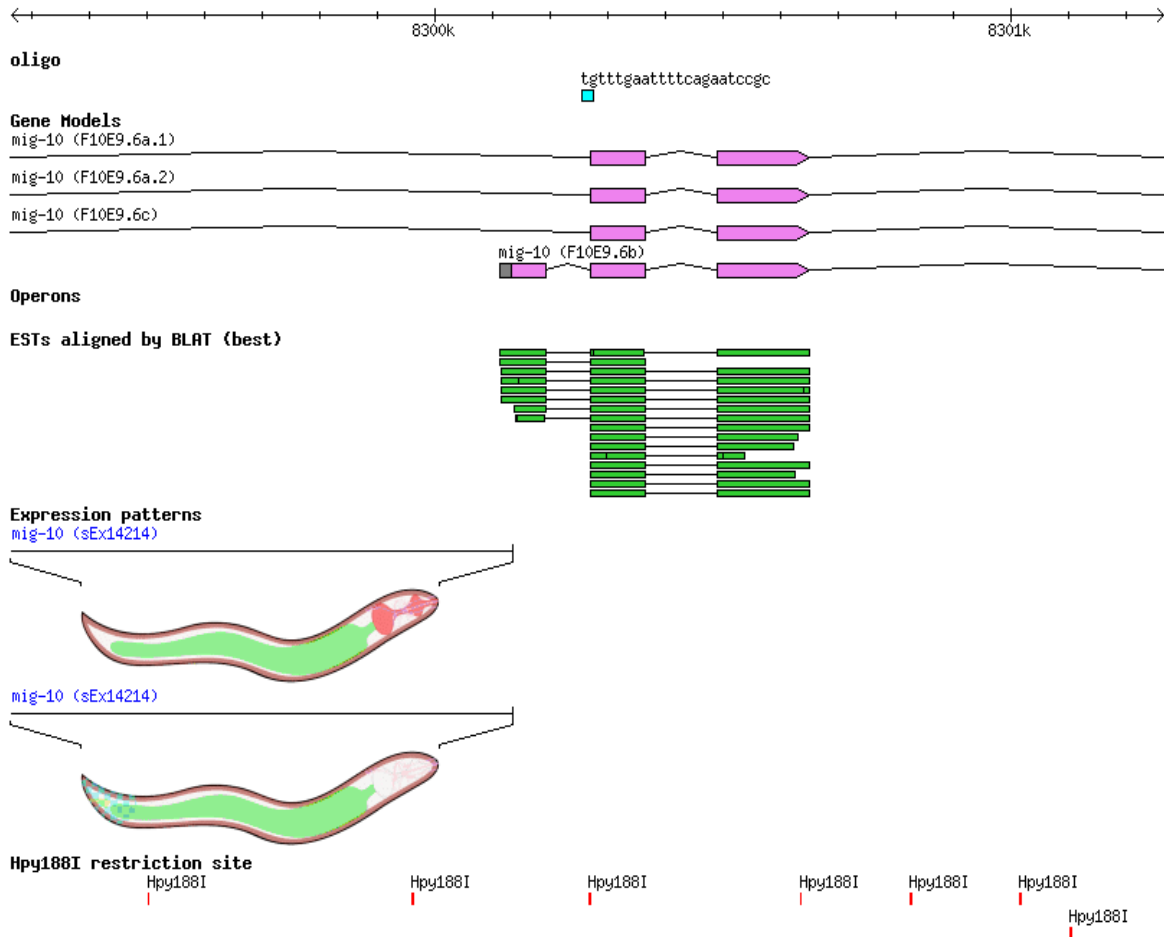 8300k 8301k
oligo
tgtttgaattttcagaatccgc
Gene Models
mig-10 (F10E9.6a.1)
mig-10 (F10E9.6a.2)
mig-10 (F10E9.6c)
mig-10 (F10E9.6b)
Operons
ESTs aligned by BLAT (best)
Expression patterns
mig-10 (sEx14214)
mig-10 (sEx14214)
Hpy188I restriction site
Hpy188I Hpy188I Hpy188I Hpy188I Hpy188I Hpy188I
Hpy188I